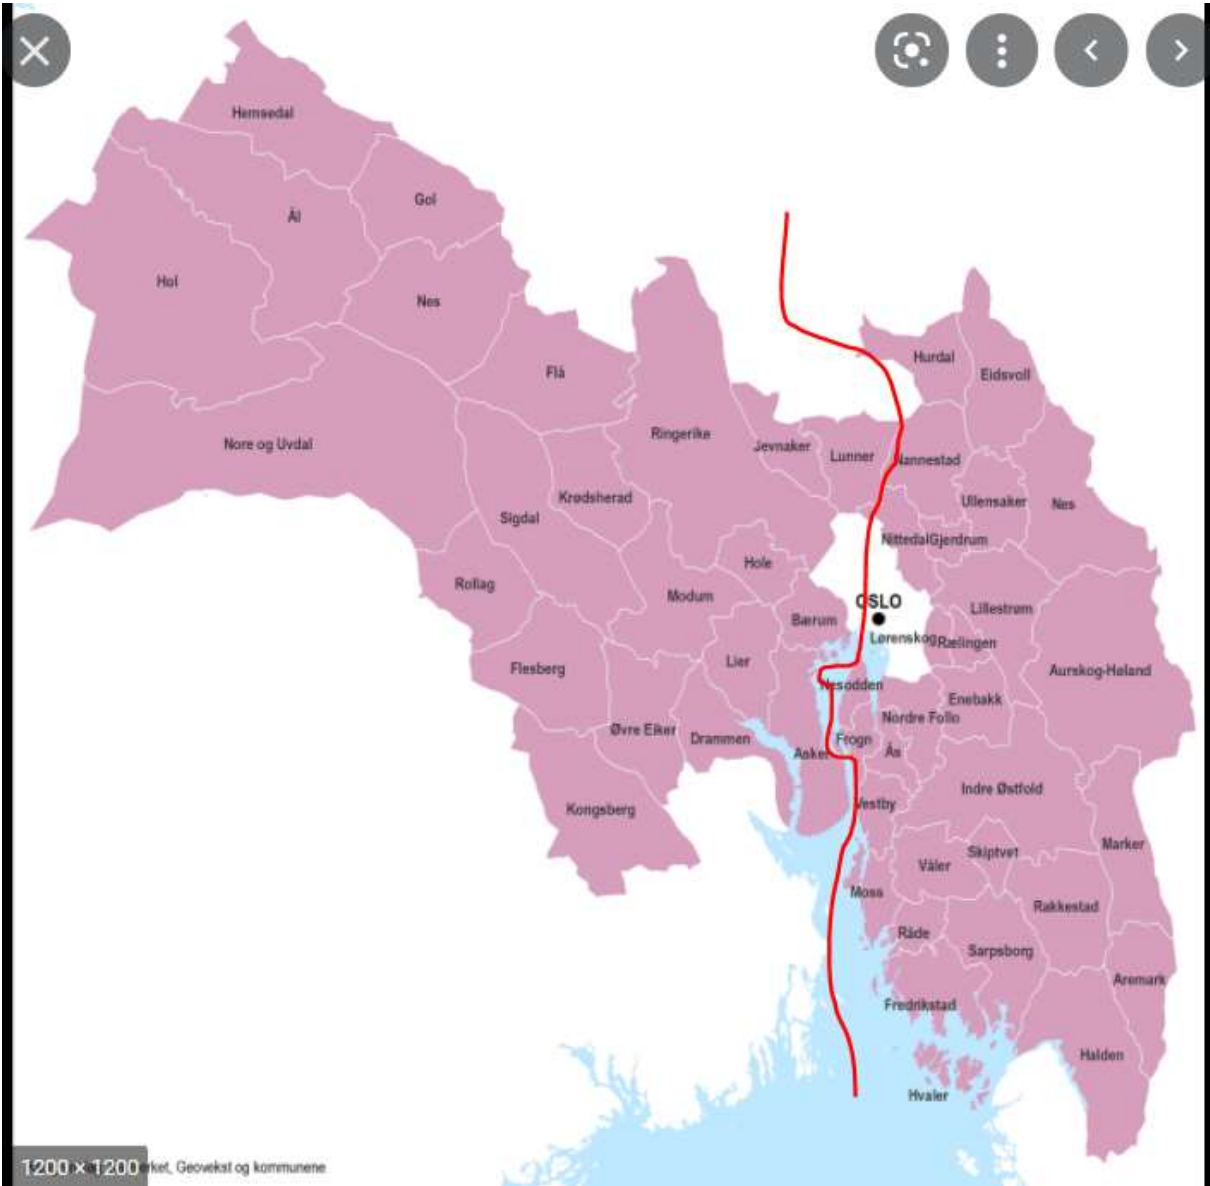 Hemsedal
Gol
Ål
Hol
Nes
Hurdal
Flå
Eidsvoll
Nore og Uvdal
Ringerike
Jevnaker
Lunner
Nannestad
Krødsherad
Ullensaker
Nes
Sigdal
NittedalGjerdrum
Hole
Rollag
Modum
OSLO
Lillestrøm
Bærum
Lørenskog
Rælingen
Flesberg
Lier
Aurskog-Høland
Nesodden
Enebakk
Nordre Follo
Øvre Eiker
Drammen
Frogn
Ås
Asker
Indre Østfold
Kongsberg
Vestby
Marker
Skiptvet
Våler
Moss
Rakkestad
Råde
Sarpsborg
Aremark
Fredrikstad
Halden
Hvaler
1200 × 1200
rket, Geovekst og kommunene